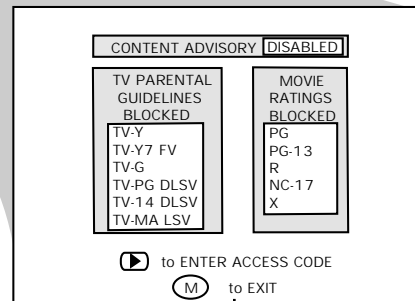 CONTENT ADVISORY DISABLED
TV PARENTAL
GUIDELINES
BLOCKED
TV-Y
TV-Y7 FV
TV-G
TV-PG DLSV
TV-14 DLSV
TV-MA LSV
MOVIE
RATINGS
BLOCKED
PG
PG-13
R
NC-17
X
to ENTER ACCESS CODE
M to EXIT